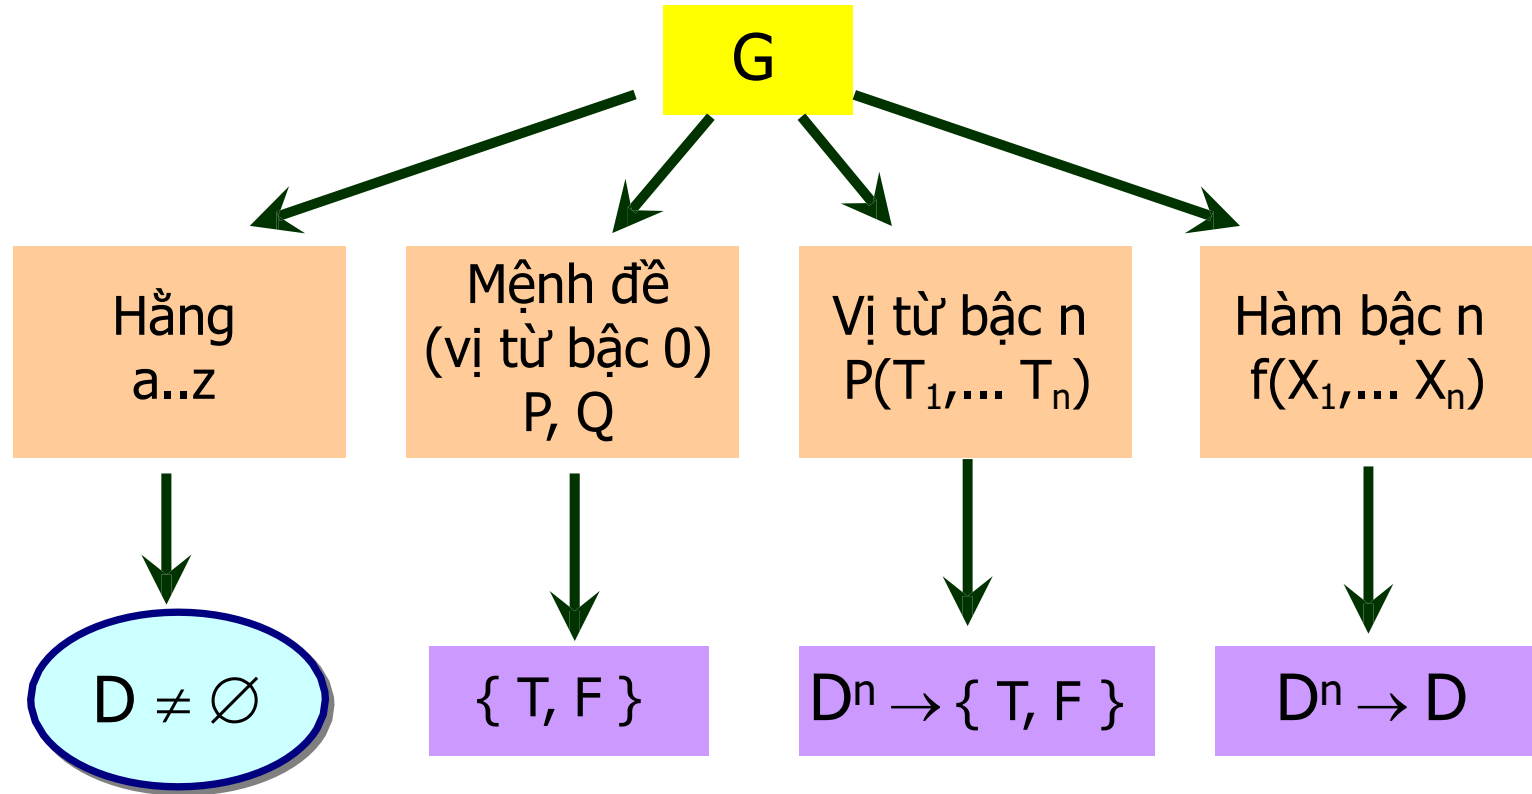 G
Hằng
a..z
Mệnh đề
(vị từ bậc 0)
P, Q
Vị từ bậc n
P(T₁,... Tₙ)
Hàm bậc n
f(X₁,... Xₙ)
D ≠ ∅
{ T, F }
Dⁿ → { T, F }
Dⁿ → D